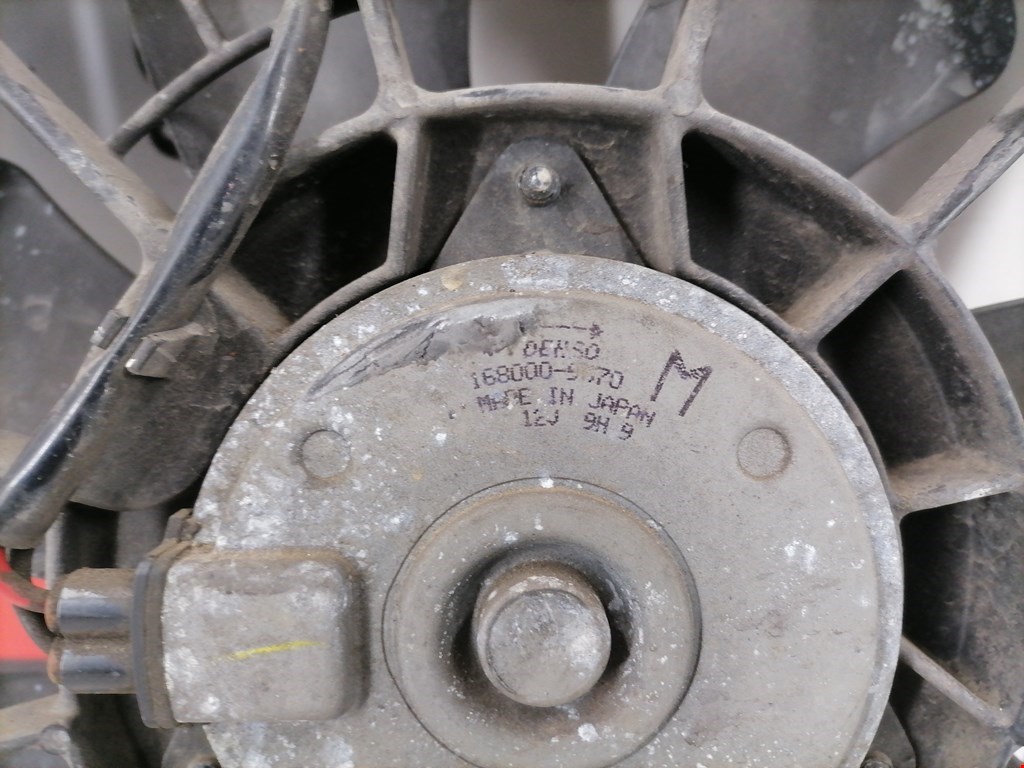 DENSO
MADE IN JAPAN
12J 9H 9
M